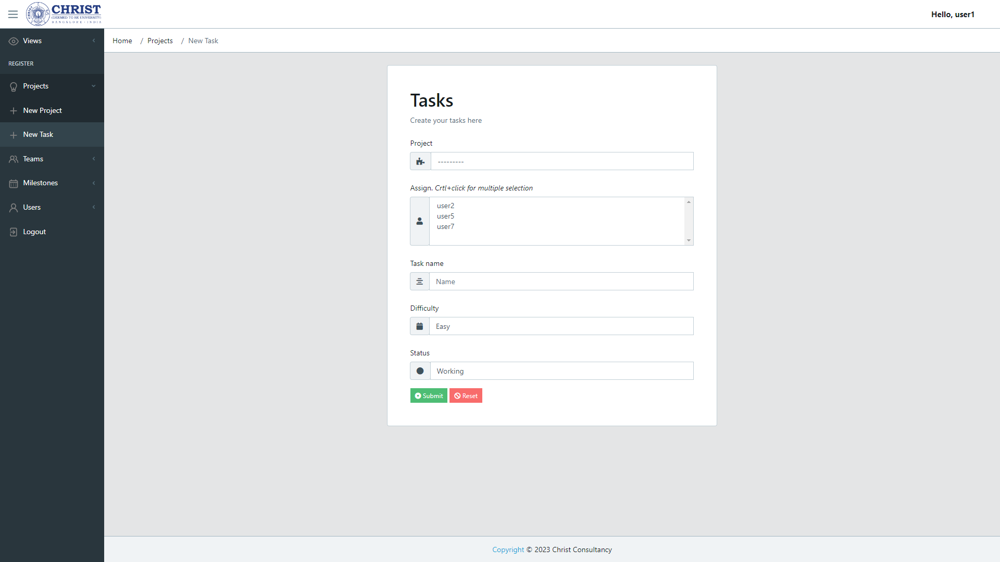 CHRIST
(DEEMED TO BE UNIVERSITY)
BANGALORE · INDIA
Hello, user1
Views
Home / Projects / New Task
REGISTER
Projects
New Project
New Task
Teams
Milestones
Users
Logout
Tasks
Create your tasks here
Project
---------
Assign. Crtl+click for multiple selection
user2
user5
user7
Task name
Name
Difficulty
Easy
Status
Working
Submit Reset
Copyright © 2023 Christ Consultancy